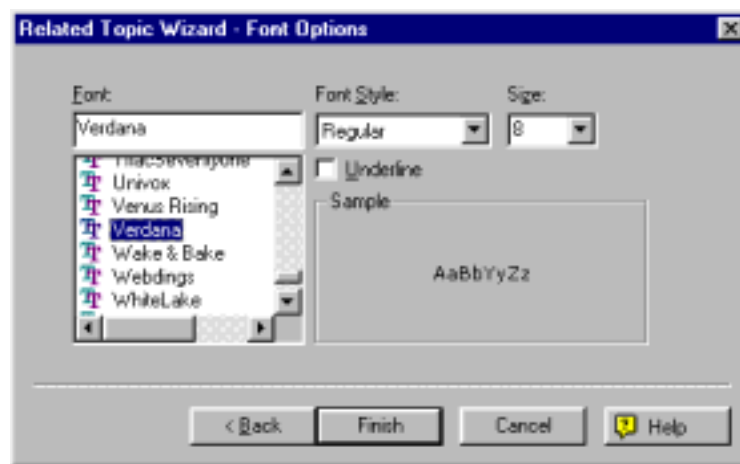 Related Topic Wizard - Font Options
Font: Font Style: Size:
Verdana Regular 8
Underline
Univox
Venus Rising
Verdana
Wake & Bake
Webdings
WhiteLake
Sample
AaBbYyZz
< Back Finish Cancel Help